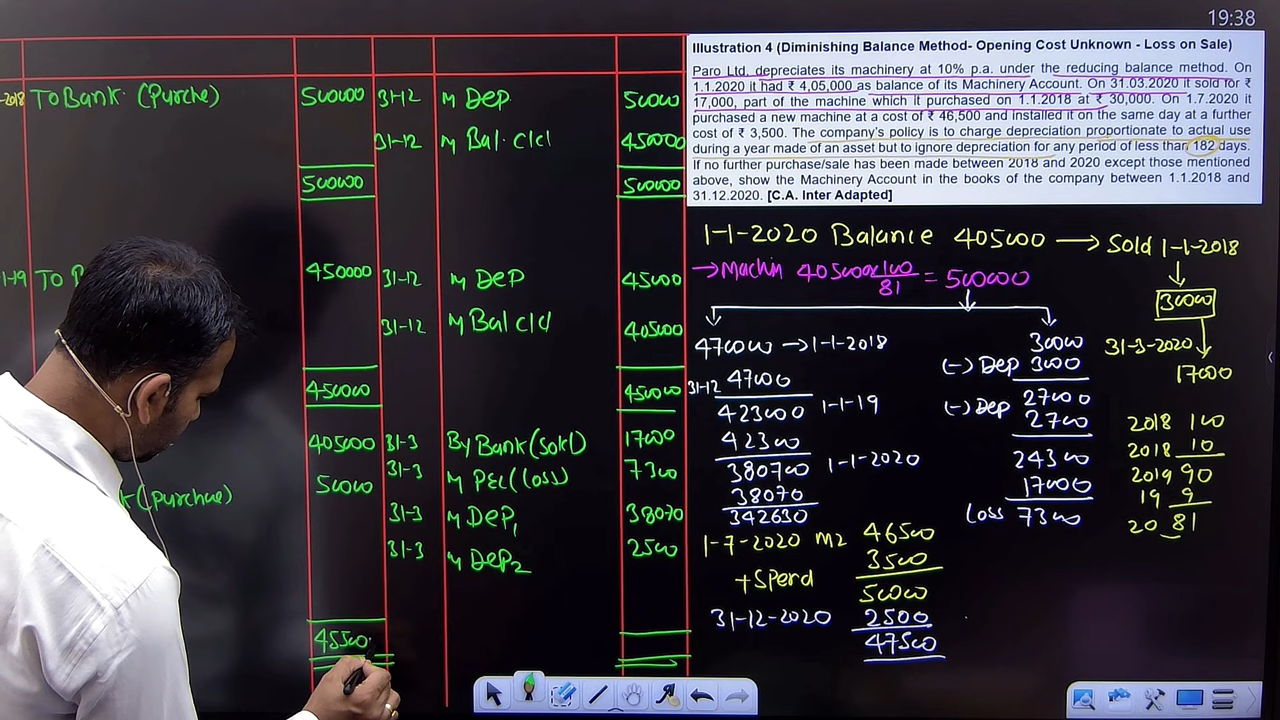 19:38
Illustration 4 (Diminishing Balance Method- Opening Cost Unknown - Loss on Sale)
Paro Ltd. depreciates its machinery at 10% p.a. under the reducing balance method. On
1.1.2020 it had ₹ 4,05,000 as balance of its Machinery Account. On 31.03.2020 it sold for ₹
17,000, part of the machine which it purchased on 1.1.2018 at ₹ 30,000. On 1.7.2020 it
purchased a new machine at a cost of ₹ 46,500 and installed it on the same day at a further
cost of ₹ 3,500. The company's policy is to charge depreciation proportionate to actual use
during a year made of an asset but to ignore depreciation for any period of less than 182 days.
If no further purchase/sale has been made between 2018 and 2020 except those mentioned
above, show the Machinery Account in the books of the company between 1.1.2018 and
31.12.2020. [C.A. Inter Adapted]
-2018 To Bank (Purche) 500000 31-12 " Dep 50000
31-12 " Bal. c/d 450000
500000 500000
1-19 To 450000 31-12 " Dep 45000
31-12 " Bal c/d 405000
450000 450000
405000 31-3 By Bank (sold) 17000
50000 31-3 " P&L (loss) 7300
(purchae)
31-3 " Dep1 38070
31-3 " Dep2 2500
45500
1-1-2020 Balance 405000 → Sold 1-1-2018
→ Machin 405000x100/81 = 500000
30000
470000 → 1-1-2018
31-12 47000
423000 1-1-19
42300
380700 1-1-2020
38070
342630
30000
(-) Dep 3000
27000
(-) Dep 2700
24300
17000
Loss 7300
31-3-2020
17000
2018 100
2018 10
2019 90
19 9
20 81
1-7-2020 M2 46500
+ Spend 3500
50000
31-12-2020 2500
47500